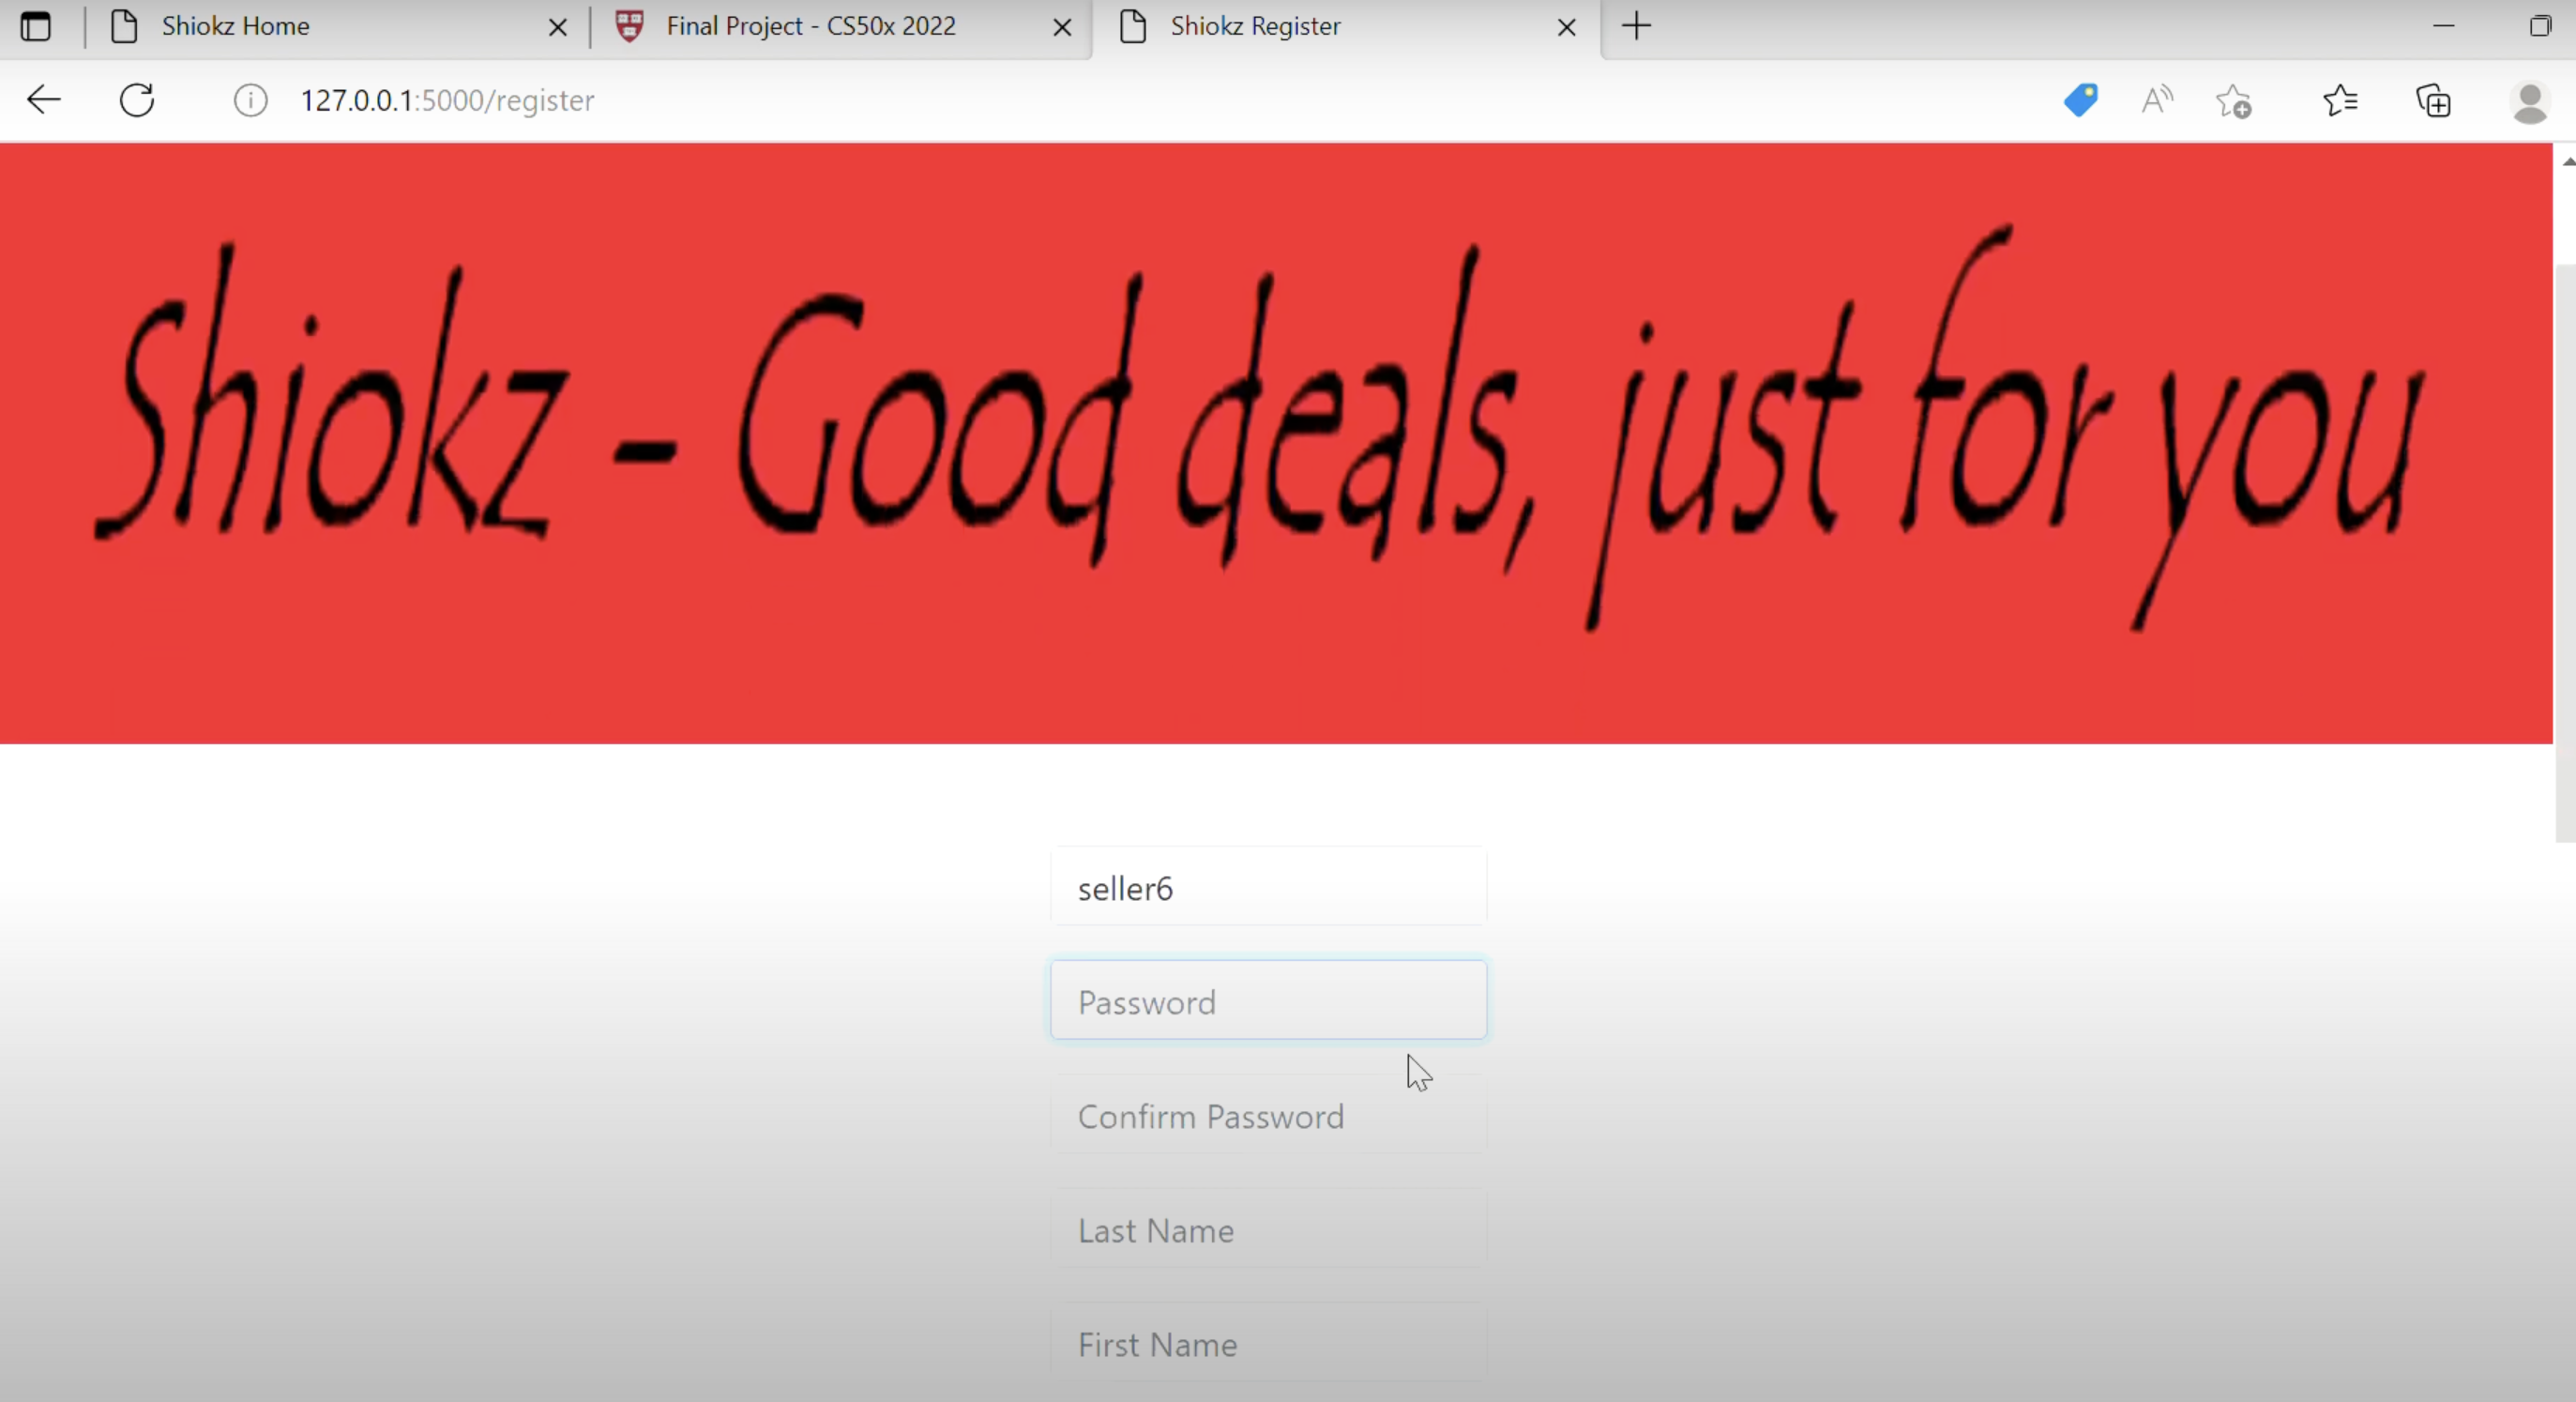 Shiokz Home
Final Project - CS50x 2022
Shiokz Register
127.0.0.1:5000/register
Shiokz - Good deals, just for you
seller6
Password
Confirm Password
Last Name
First Name